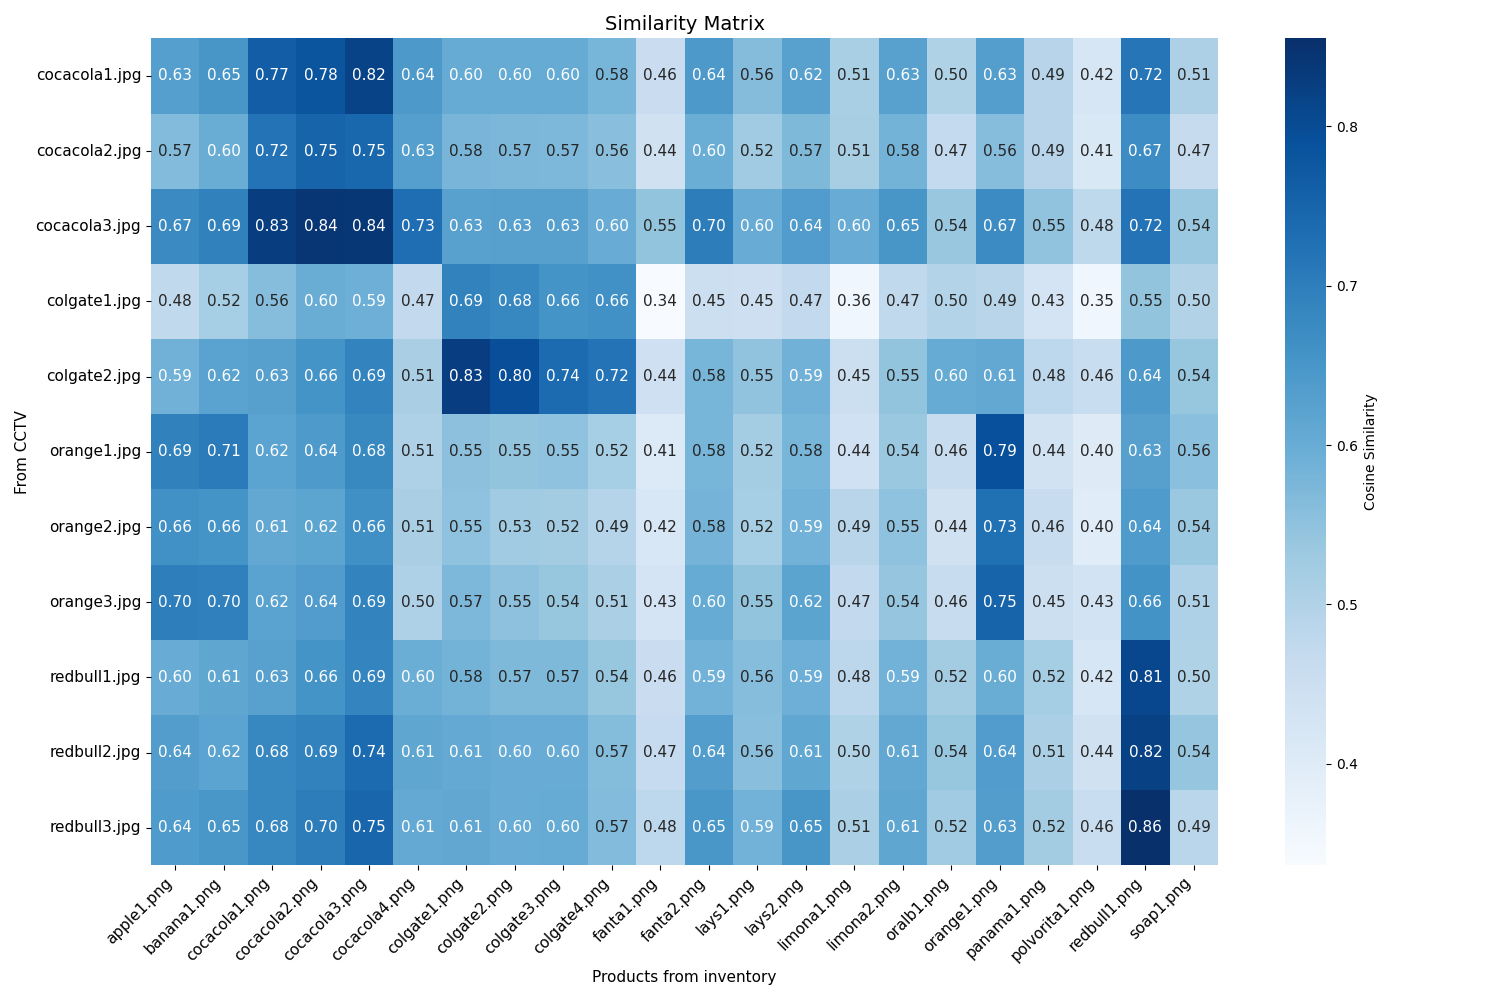 Similarity Matrix
cocacola1.jpg 0.63 0.65 0.77 0.78 0.82 0.64 0.60 0.60 0.60 0.58 0.46 0.64 0.56 0.62 0.51 0.63 0.50 0.63 0.49 0.42 0.72 0.51
cocacola2.jpg 0.57 0.60 0.72 0.75 0.75 0.63 0.58 0.57 0.57 0.56 0.44 0.60 0.52 0.57 0.51 0.58 0.47 0.56 0.49 0.41 0.67 0.47
cocacola3.jpg 0.67 0.69 0.83 0.84 0.84 0.73 0.63 0.63 0.63 0.60 0.55 0.70 0.60 0.64 0.60 0.65 0.54 0.67 0.55 0.48 0.72 0.54
colgate1.jpg 0.48 0.52 0.56 0.60 0.59 0.47 0.69 0.68 0.66 0.66 0.34 0.45 0.45 0.47 0.36 0.47 0.50 0.49 0.43 0.35 0.55 0.50
colgate2.jpg 0.59 0.62 0.63 0.66 0.69 0.51 0.83 0.80 0.74 0.72 0.44 0.58 0.55 0.59 0.45 0.55 0.60 0.61 0.48 0.46 0.64 0.54
orange1.jpg 0.69 0.71 0.62 0.64 0.68 0.51 0.55 0.55 0.55 0.52 0.41 0.58 0.52 0.58 0.44 0.54 0.46 0.79 0.44 0.40 0.63 0.56
orange2.jpg 0.66 0.66 0.61 0.62 0.66 0.51 0.55 0.53 0.52 0.49 0.42 0.58 0.52 0.59 0.49 0.55 0.44 0.73 0.46 0.40 0.64 0.54
orange3.jpg 0.70 0.70 0.62 0.64 0.69 0.50 0.57 0.55 0.54 0.51 0.43 0.60 0.55 0.62 0.47 0.54 0.46 0.75 0.45 0.43 0.66 0.51
redbull1.jpg 0.60 0.61 0.63 0.66 0.69 0.60 0.58 0.57 0.57 0.54 0.46 0.59 0.56 0.59 0.48 0.59 0.52 0.60 0.52 0.42 0.81 0.50
redbull2.jpg 0.64 0.62 0.68 0.69 0.74 0.61 0.61 0.60 0.60 0.57 0.47 0.64 0.56 0.61 0.50 0.61 0.54 0.64 0.51 0.44 0.82 0.54
redbull3.jpg 0.64 0.65 0.68 0.70 0.75 0.61 0.61 0.60 0.60 0.57 0.48 0.65 0.59 0.65 0.51 0.61 0.52 0.63 0.52 0.46 0.86 0.49
apple1.png banana1.png cocacola1.png cocacola2.png cocacola3.png cocacola4.png colgate1.png colgate2.png colgate3.png colgate4.png fanta1.png fanta2.png lays1.png lays2.png limona1.png limona2.png oralb1.png orange1.png panama1.png polvorita1.png redbull1.png soap1.png
Products from inventory
From CCTV
0.8
0.7
0.6
0.5
0.4
Cosine Similarity